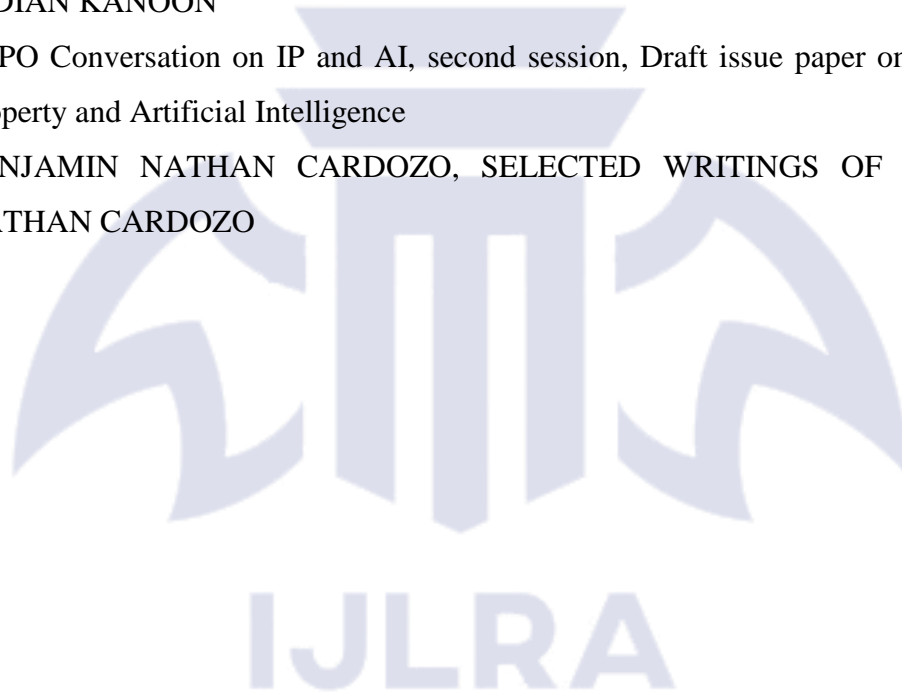 DIAN KANOON
PO Conversation on IP and AI, second session, Draft issue paper on
perty and Artificial Intelligence
NJAMIN NATHAN CARDOZO, SELECTED WRITINGS OF
ATHAN CARDOZO
IJLRA